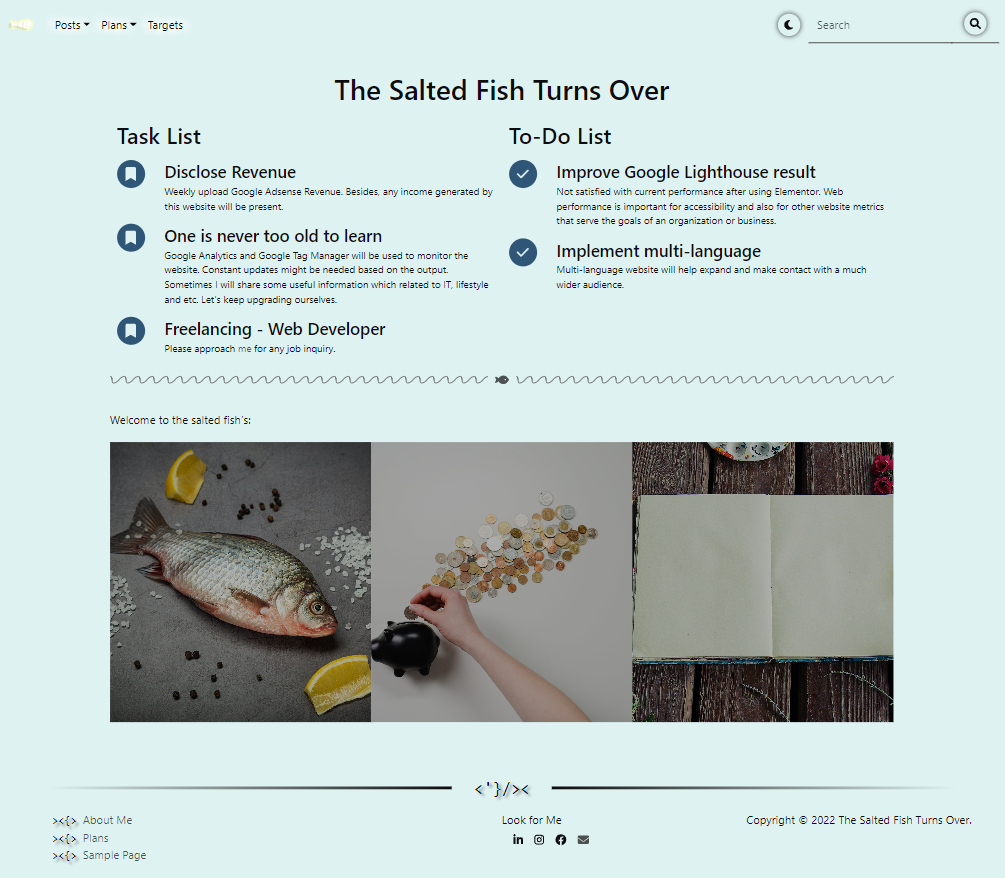 Posts Plans Targets Search
The Salted Fish Turns Over
Task List
Disclose Revenue
Weekly upload Google Adsense Revenue. Besides, any income generated by
this website will be present.
One is never too old to learn
Google Analytics and Google Tag Manager will be used to monitor the
website. Constant updates might be needed based on the output.
Sometimes I will share some useful information which related to IT, lifestyle
and etc. Let's keep upgrading ourselves.
Freelancing - Web Developer
Please approach me for any job inquiry.
To-Do List
Improve Google Lighthouse result
Not satisfied with current performance after using Elementor. Web
performance is important for accessibility and also for other website metrics
that serve the goals of an organization or business.
Implement multi-language
Multi-language website will help expand and make contact with a much
wider audience.
Welcome to the salted fish's:
<"}/><
><{> About Me
><{> Plans
><{> Sample Page
Look for Me
Copyright © 2022 The Salted Fish Turns Over.